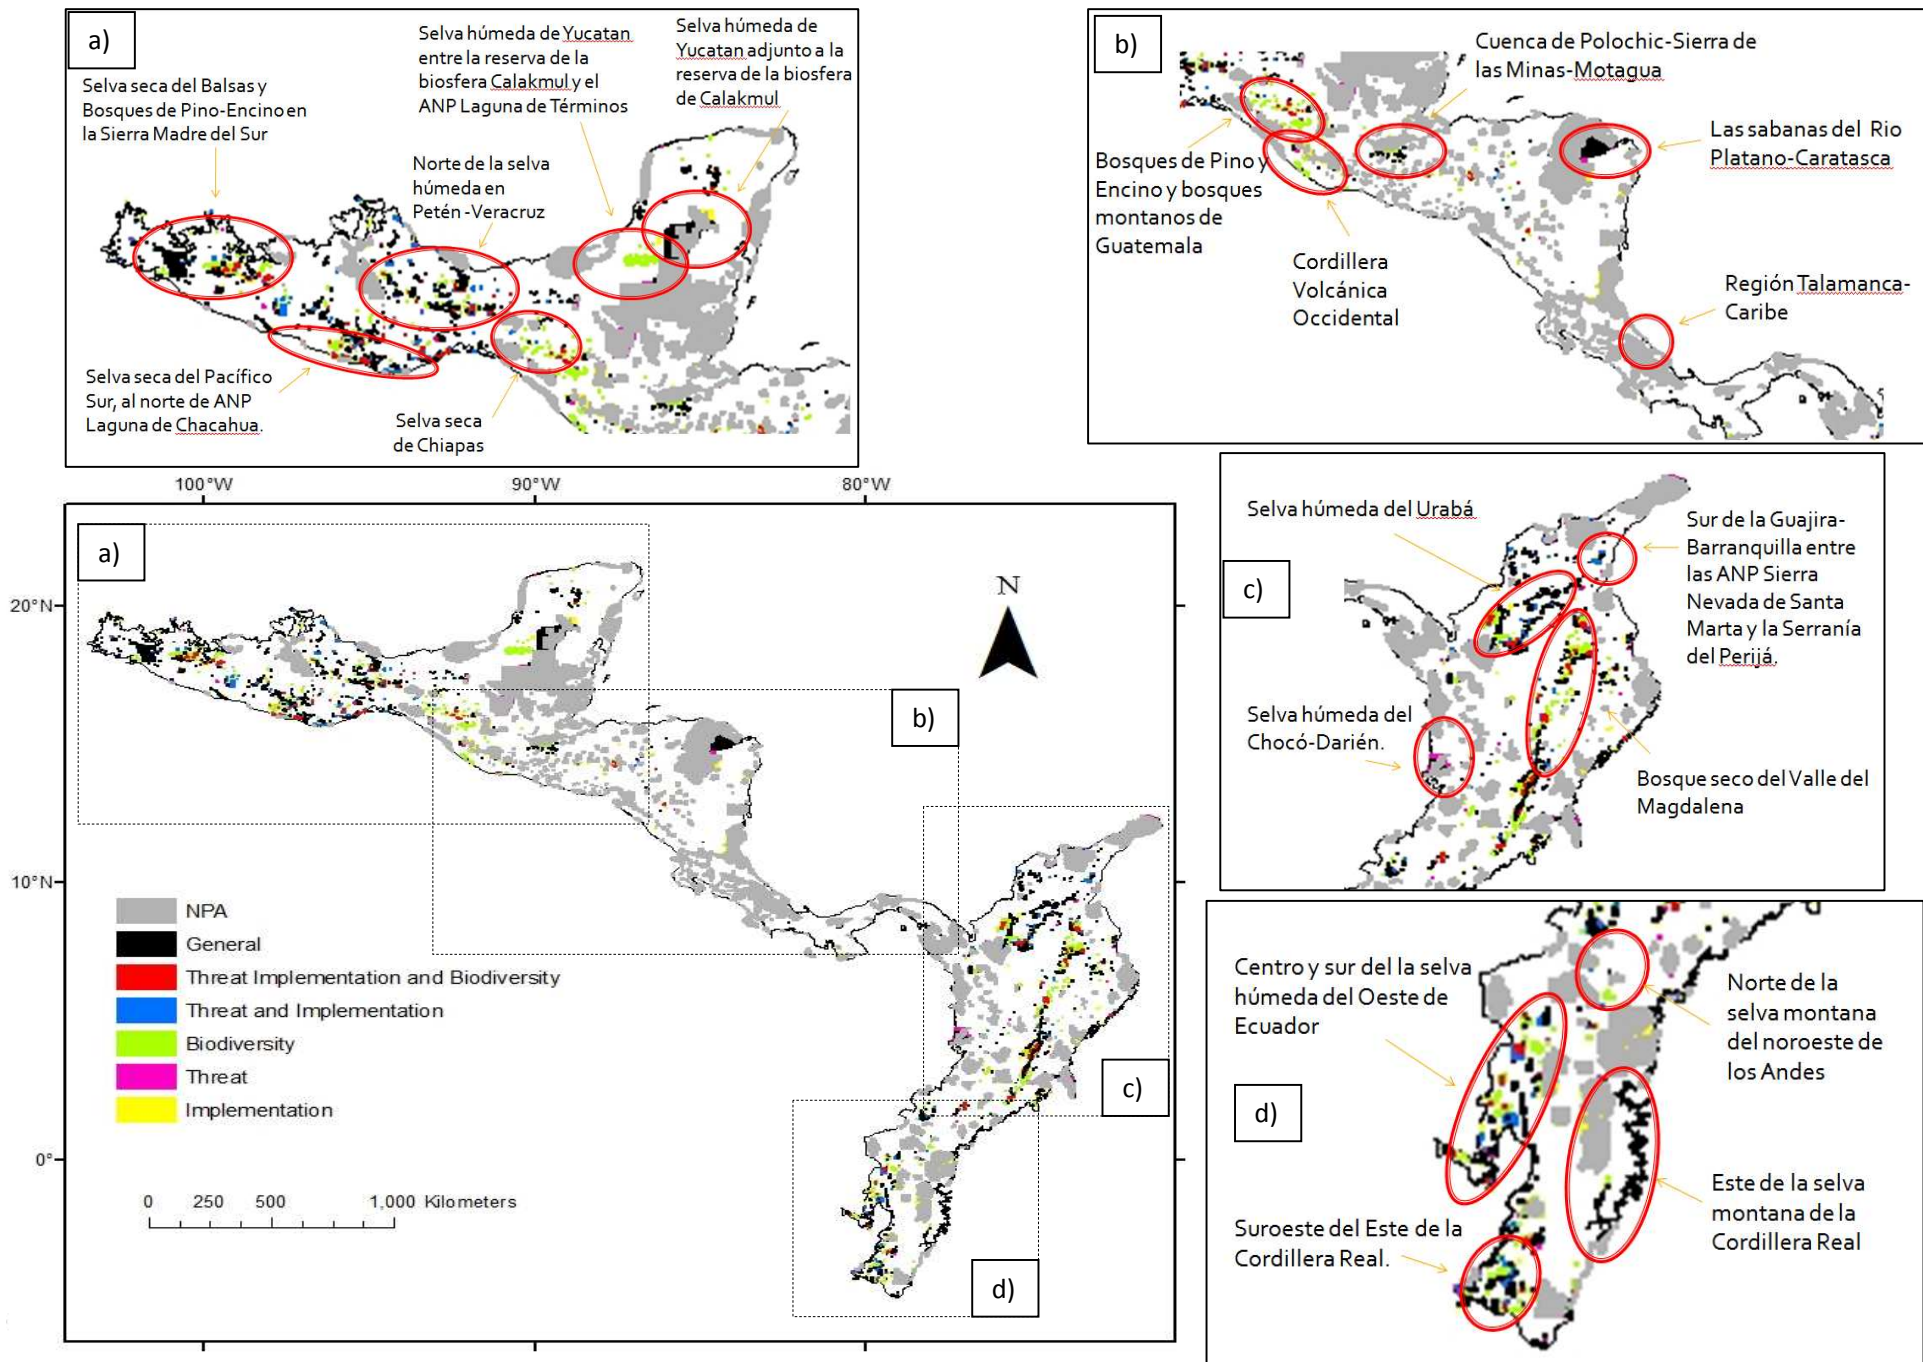 a)
Selva seca del Balsas y
Bosques de Pino-Encino en
la Sierra Madre del Sur
Selva húmeda de Yucatan
entre la reserva de la
biosfera Calakmul y el
ANP Laguna de Términos
Selva húmeda de
Yucatan adjunto a la
reserva de la biosfera
de Calakmul
Norte de la selva
húmeda en
Petén -Veracruz
Selva seca del Pacífico
Sur, al norte de ANP
Laguna de Chacahua.
Selva seca
de Chiapas
b)
Cuenca de Polochic-Sierra de
las Minas-Motagua
Las sabanas del Rio
Platano-Caratasca
Bosques de Pino y
Encino y bosques
montanos de
Guatemala
Cordillera
Volcánica
Occidental
Región Talamanca-
Caribe
100°W
90°W
80°W
20°N
10°N
0°
a)
b)
c)
d)
N
NPA
General
Threat Implementation and Biodiversity
Threat and Implementation
Biodiversity
Threat
Implementation
0 250 500 1,000 Kilometers
c)
Selva húmeda del Urabá
Sur de la Guajira-
Barranquilla entre
las ANP Sierra
Nevada de Santa
Marta y la Serranía
del Perijá.
Selva húmeda del
Chocó-Darién.
Bosque seco del Valle del
Magdalena
d)
Centro y sur del la selva
húmeda del Oeste de
Ecuador
Norte de la
selva montana
del noroeste de
los Andes
Suroeste del Este de la
Cordillera Real.
Este de la selva
montana de la
Cordillera Real